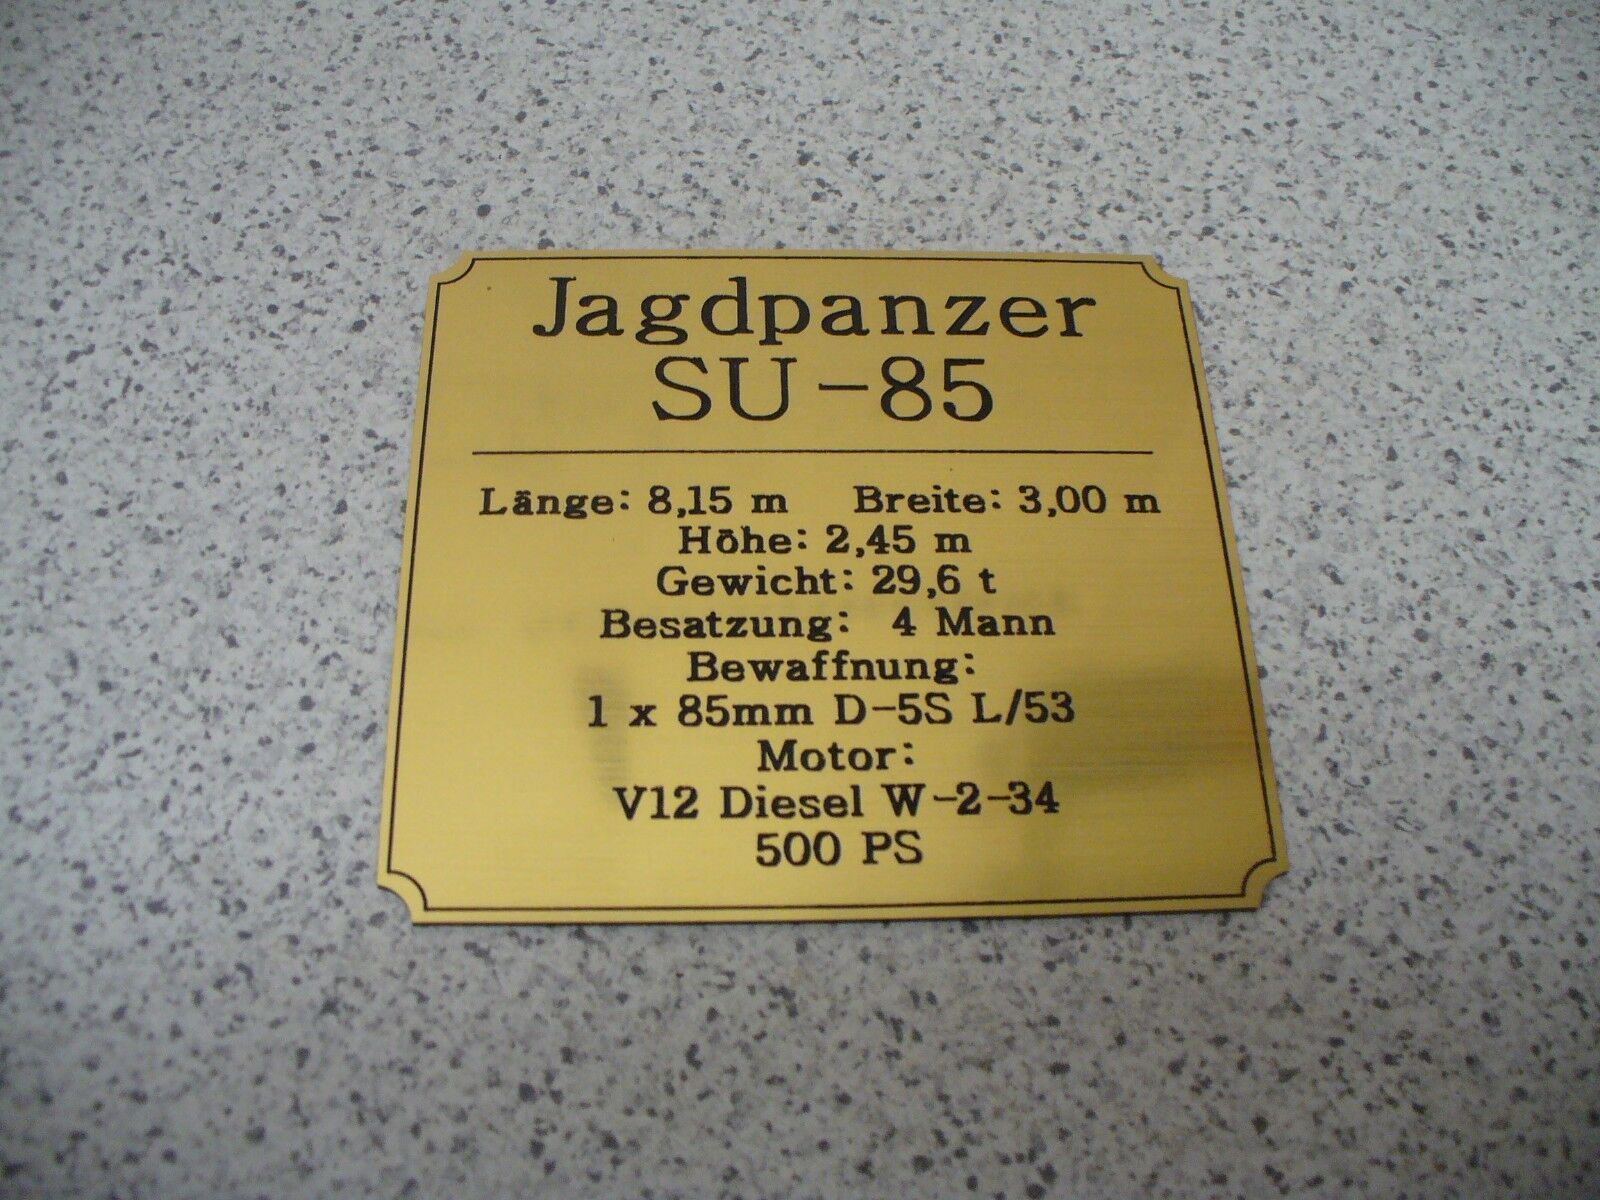 Jagdpanzer
SU-85
Länge: 8,15 m Breite: 3,00 m
Höhe: 2,45 m
Gewicht: 29,6 t
Besatzung: 4 Mann
Bewaffnung:
1 x 85mm D-5S L/53
Motor:
V12 Diesel W-2-34
500 PS